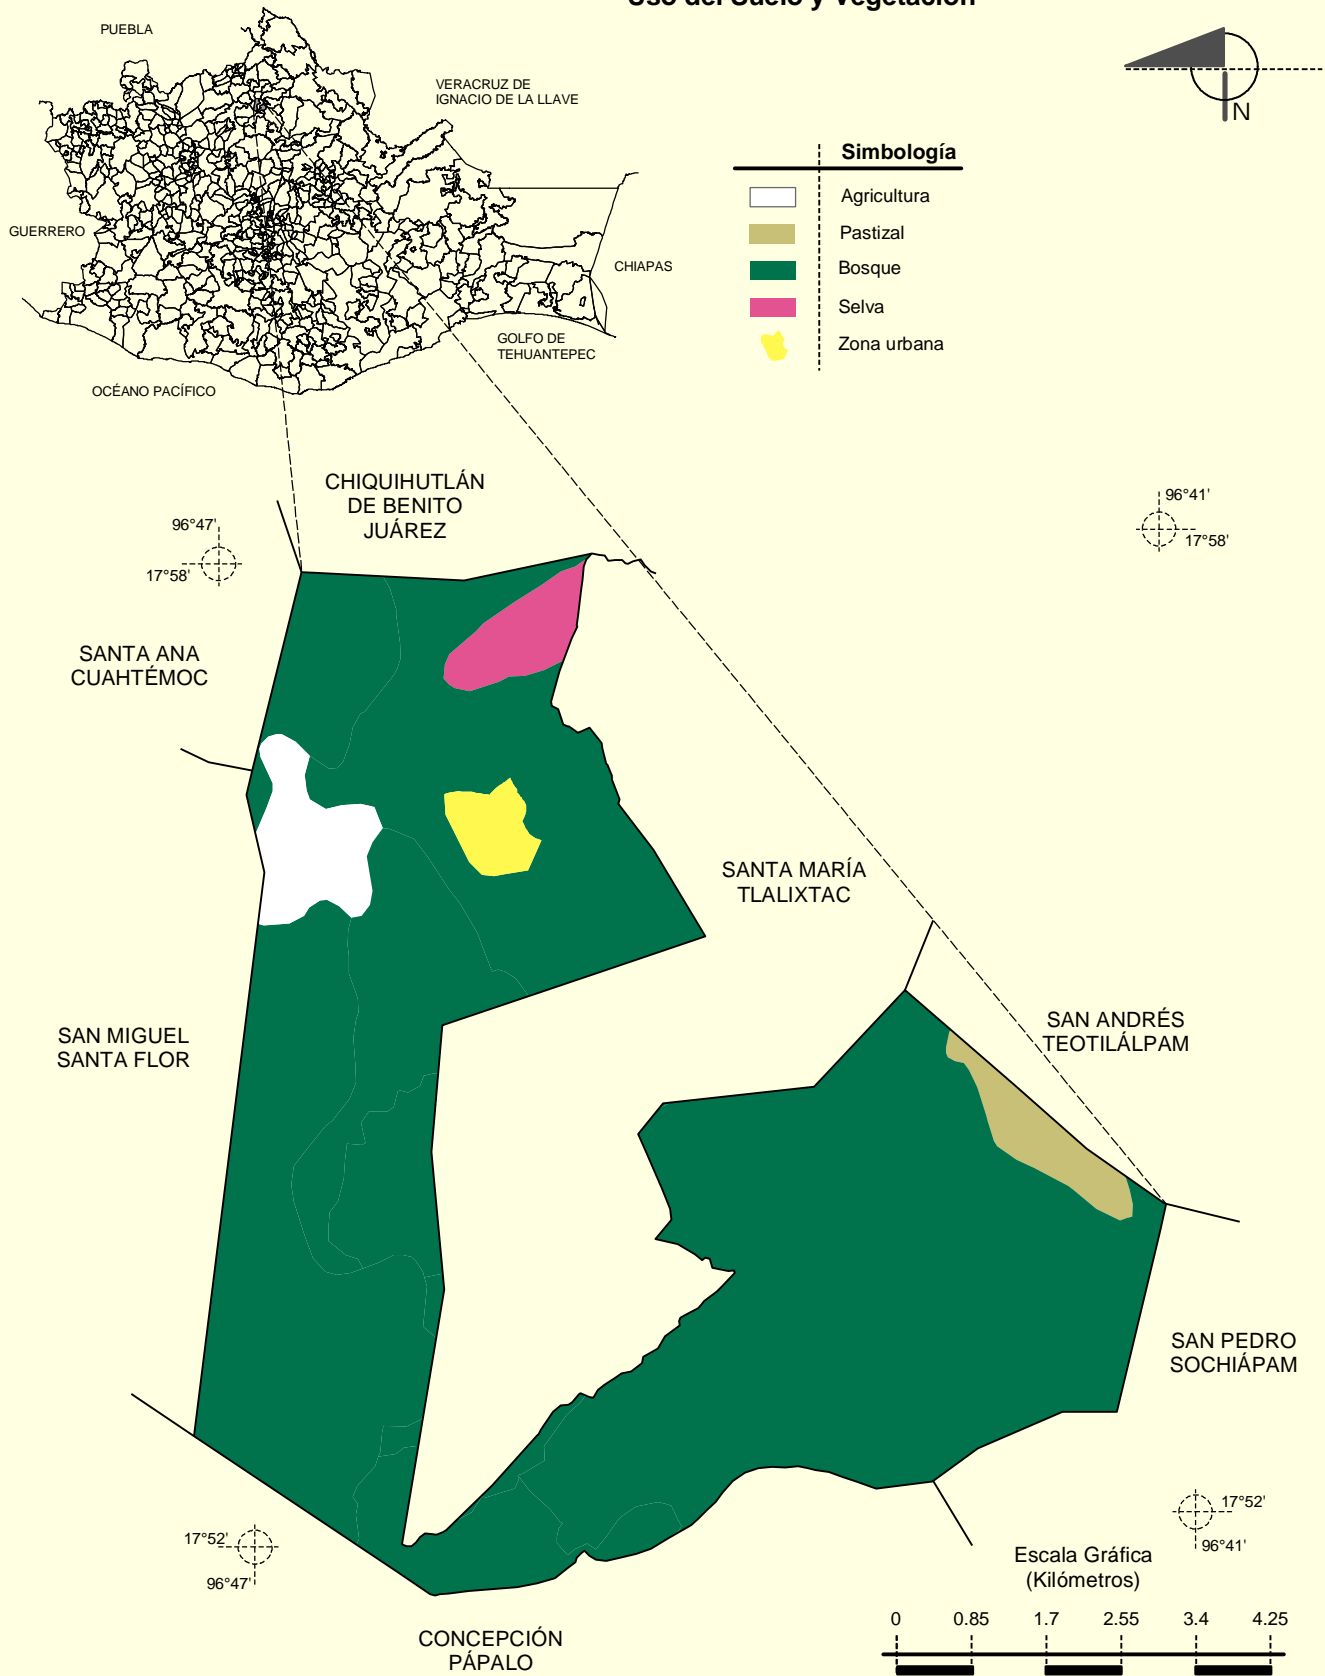 Uso del Suelo y Vegetación
PUEBLA
VERACRUZ DE
IGNACIO DE LA LLAVE
GUERRERO
CHIAPAS
GOLFO DE
TEHUANTEPEC
OCÉANO PACÍFICO
N
Simbología
Agricultura
Pastizal
Bosque
Selva
Zona urbana
CHIQUIHUTLÁN
DE BENITO
JUÁREZ
96°47'
17°58'
96°41'
17°58'
SANTA ANA
CUAHTÉMOC
SANTA MARÍA
TLALIXTAC
SAN MIGUEL
SANTA FLOR
SAN ANDRÉS
TEOTILÁLPAM
SAN PEDRO
SOCHIÁPAM
17°52'
96°47'
17°52'
96°41'
CONCEPCIÓN
PÁPALO
Escala Gráfica
(Kilómetros)
0 0.85 1.7 2.55 3.4 4.25